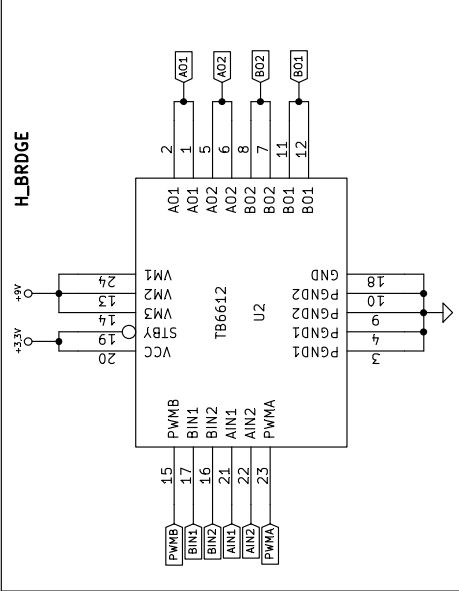 H_BRDGE
AO1
AO2
BO2
BO1
2
1
5
6
8
7
11
12
AO1
AO1
AO2
AO2
BO2
BO2
BO1
BO1
+9V
+3.3V
24
13
14
19
20
VM1
VM2
VM3
STBY
VCC
TB6612
U2
GND
PGND2
PGND2
PGND1
PGND1
18
10
9
4
3
PWMB
BIN1
BIN2
AIN1
AIN2
PWMA
15
17
16
21
22
23
PWMB
BIN1
BIN2
AIN1
AIN2
PWMA